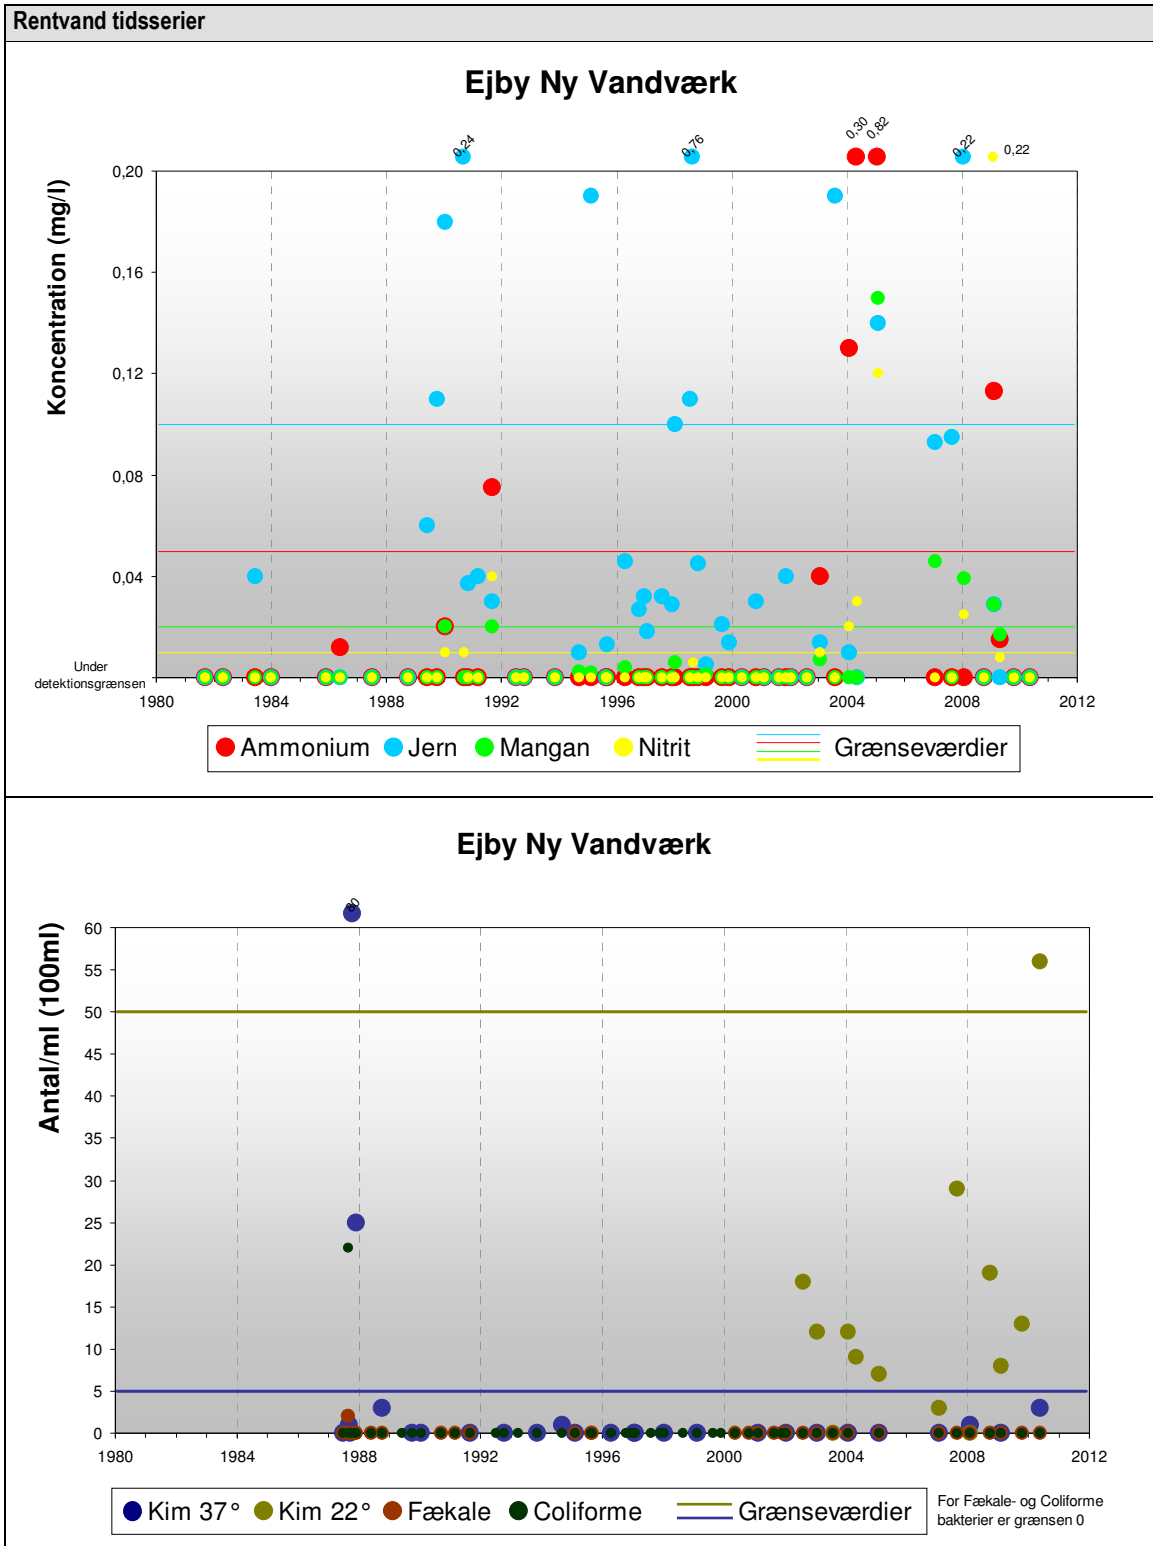 Rentvand tidsserier
Ejby Ny Vandværk
0,24
0,76
0,30
0,82
0,22
0,22
Koncentration (mg/l)
0,20
0,16
0,12
0,08
0,04
Under
detektionsgrænsen
1980 1984 1988 1992 1996 2000 2004 2008 2012
Ammonium Jern Mangan Nitrit Grænseværdier
Ejby Ny Vandværk
Antal/ml (100ml)
60
55
50
45
40
35
30
25
20
15
10
5
0
1980 1984 1988 1992 1996 2000 2004 2008 2012
Kim 37° Kim 22° Fækale Coliforme Grænseværdier
For Fækale- og Coliforme
bakterier er grænsen 0